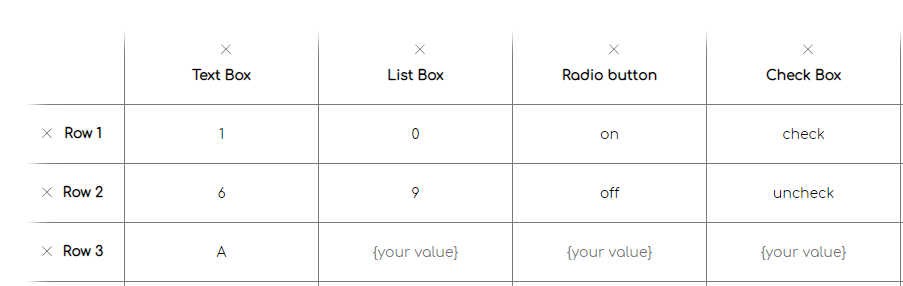 Text Box List Box Radio button Check Box
Row 1 1 0 on check
Row 2 6 9 off uncheck
Row 3 A {your value} {your value} {your value}